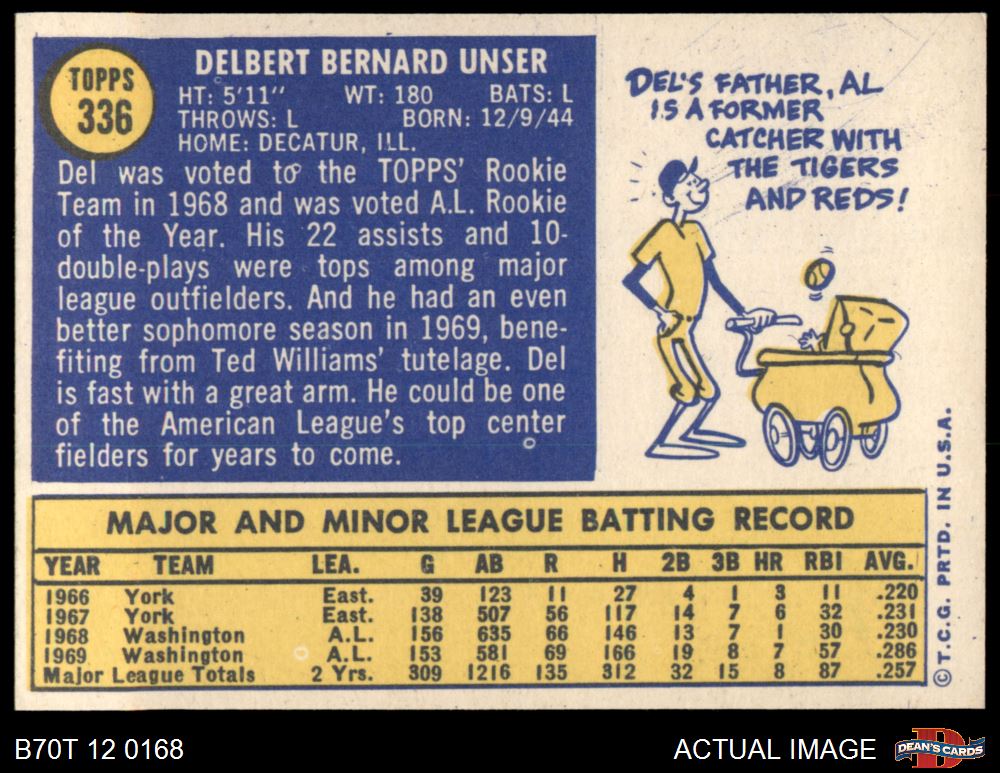 TOPPS
336
DELBERT BERNARD UNSER
HT: 5'11" WT: 180 BATS: L
THROWS: L BORN: 12/9/44
HOME: DECATUR, ILL.
Del was voted to the TOPPS' Rookie
Team in 1968 and was voted A.L. Rookie
of the Year. His 22 assists and 10-
double-plays were tops among major
league outfielders. And he had an even
better sophomore season in 1969, bene-
fiting from Ted Williams' tutelage. Del
is fast with a great arm. He could be one
of the American League's top center
fielders for years to come.
DEL'S FATHER, AL
IS A FORMER
CATCHER WITH
THE TIGERS
AND REDS!
MAJOR AND MINOR LEAGUE BATTING RECORD
YEAR TEAM LEA. G AB R H 2B 3B HR RBI AVG.
1966 York East. 39 123 11 27 4 1 3 11 .220
1967 York East. 138 507 56 117 14 7 6 32 .231
1968 Washington A.L. 156 635 66 146 13 7 1 30 .230
1969 Washington A.L. 153 581 69 166 19 8 7 57 .286
Major League Totals 2 Yrs. 309 1216 135 312 32 15 8 87 .257
© T.C.G. PRTD. IN U.S.A.
B70T 12 0168
ACTUAL IMAGE
DEAN'S CARDS